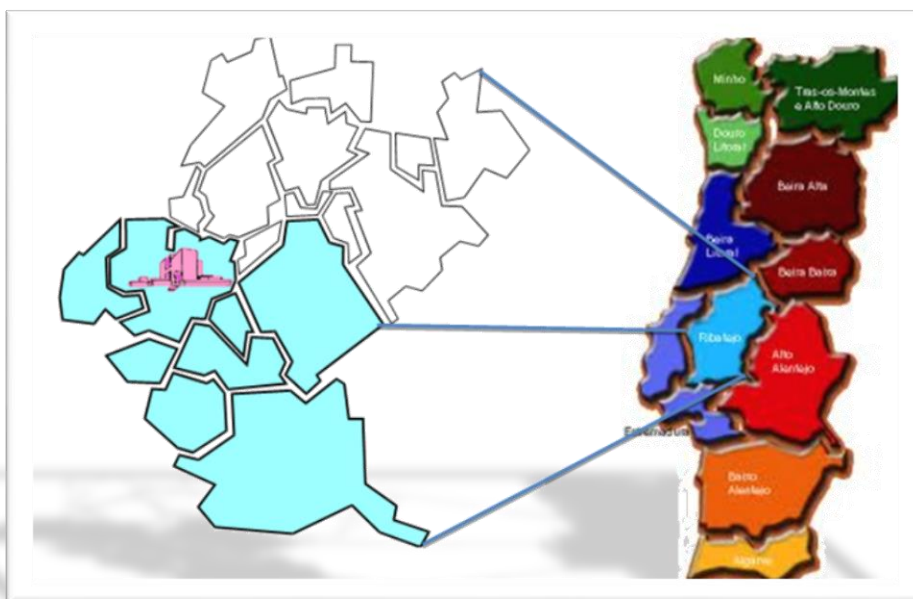 Minho
Tras-os-Montes
e Alto Douro
Douro
Litoral
Beira Alta
Beira
Litoral
Beira Baixa
Ribatejo
Alto
Alentejo
Estremadura
Baixo
Alentejo
Algarve